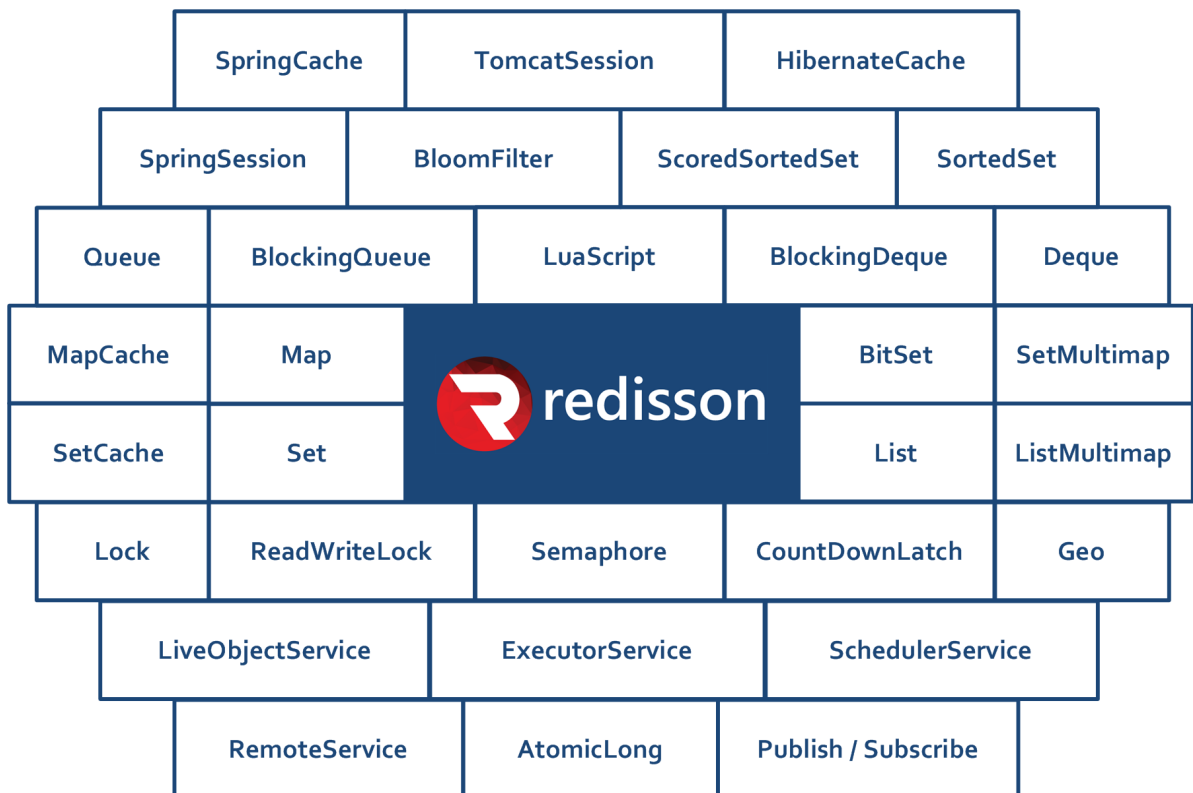 SpringCache TomcatSession HibernateCache
SpringSession BloomFilter ScoredSortedSet SortedSet
Queue BlockingQueue LuaScript BlockingDeque Deque
MapCache Map BitSet SetMultimap
redisson
SetCache Set List ListMultimap
Lock ReadWriteLock Semaphore CountDownLatch Geo
LiveObjectService ExecutorService SchedulerService
RemoteService AtomicLong Publish / Subscribe